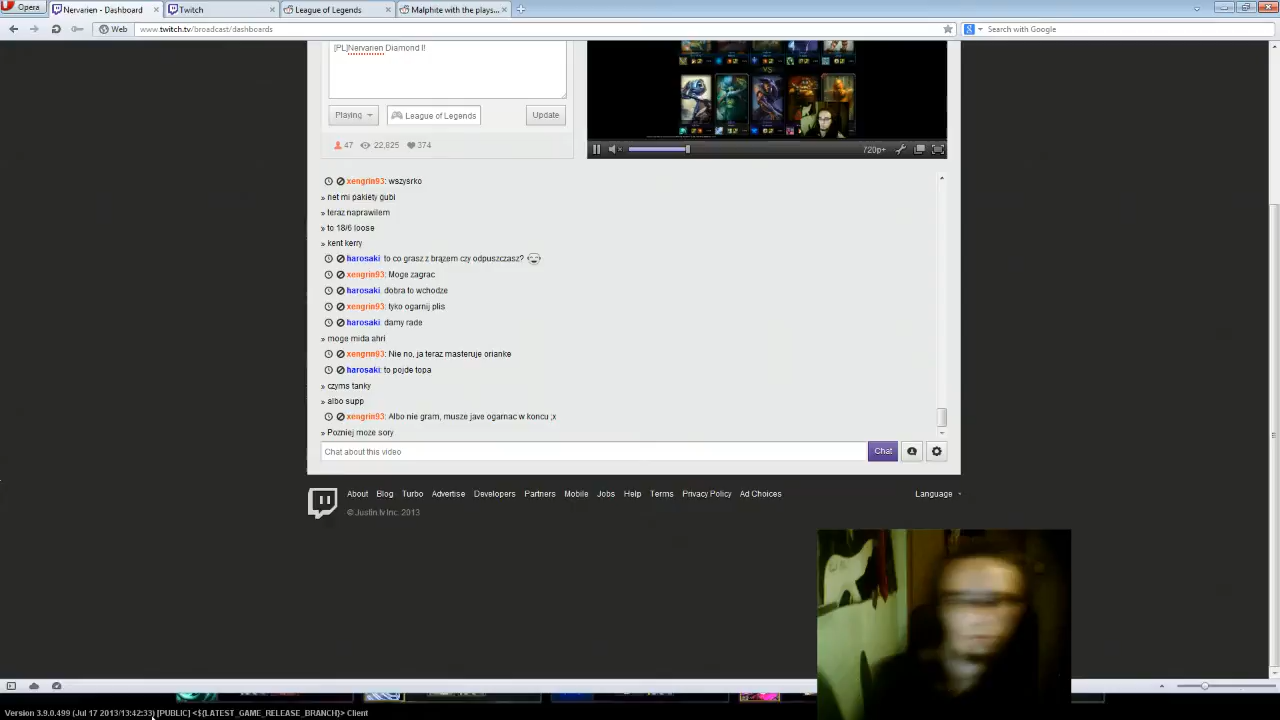 Opera
Nervarien - Dashboard
Twitch
League of Legends
Malphite with the plays...
Web
www.twitch.tv/broadcast/dashboards
Search with Google
[PL]Nervarien Diamond I!
Playing
League of Legends
Update
47 22,825 374
720p+
xengrin93: wszysrko
» net mi pakiety gubi
» teraz naprawilem
» to 18/6 loose
» kent kerry
harosaki: to co grasz z brązem czy odpuszczasz?
xengrin93: Moge zagrac
harosaki: dobra to wchodze
xengrin93: tyko ogarnij plis
harosaki: damy rade
» moge mida ahri
xengrin93: Nie no, ja teraz masteruje orianke
harosaki: to pojde topa
» czyms tanky
» albo supp
xengrin93: Albo nie gram, musze jave ogarnac w koncu ;x
» Pozniej moze sory
Chat about this video
Chat
About Blog Turbo Advertise Developers Partners Mobile Jobs Help Terms Privacy Policy Ad Choices
Language
© Justin.tv Inc. 2013
Version 3.9.0.499 (Jul 17 2013/13:42:33) [PUBLIC] <${LATEST_GAME_RELEASE_BRANCH}> Client